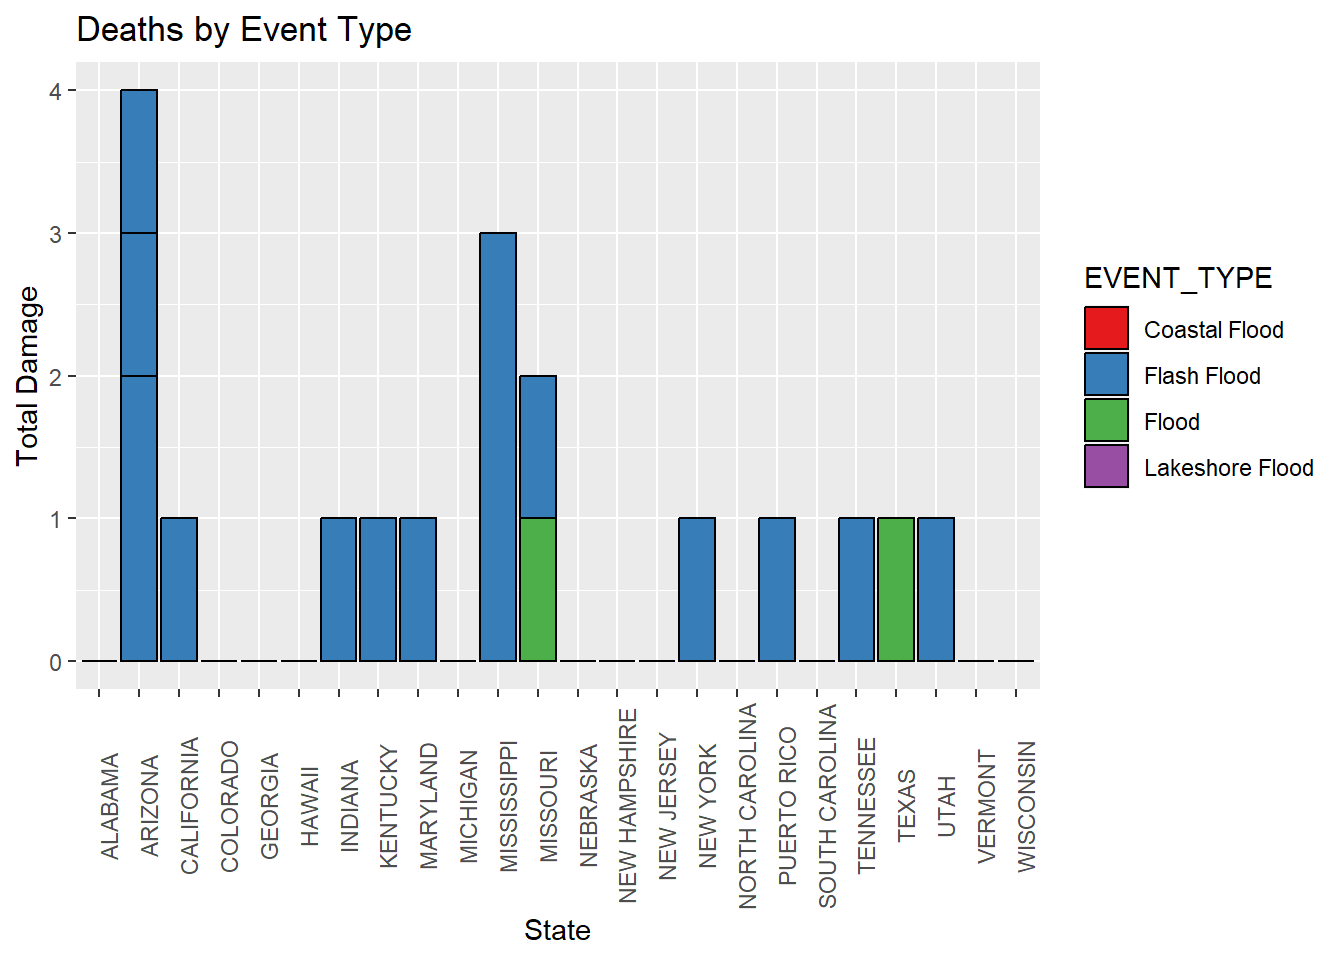 Deaths by Event Type
Total Damage
4
3
2
1
0
ALABAMA
ARIZONA
CALIFORNIA
COLORADO
GEORGIA
HAWAII
INDIANA
KENTUCKY
MARYLAND
MICHIGAN
MISSISSIPPI
MISSOURI
NEBRASKA
NEW HAMPSHIRE
NEW JERSEY
NEW YORK
NORTH CAROLINA
PUERTO RICO
SOUTH CAROLINA
TENNESSEE
TEXAS
UTAH
VERMONT
WISCONSIN
State
EVENT_TYPE
Coastal Flood
Flash Flood
Flood
Lakeshore Flood